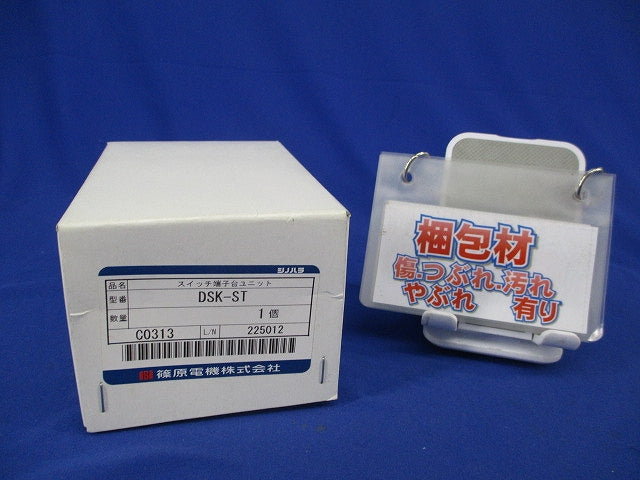 シノハラ
品名 スイッチ端子台ユニット
型番 DSK-ST
数量 1個
C0313 L/N 225012
篠原電機株式会社
梱包材
傷・つぶれ・汚れ
やぶれ 有り